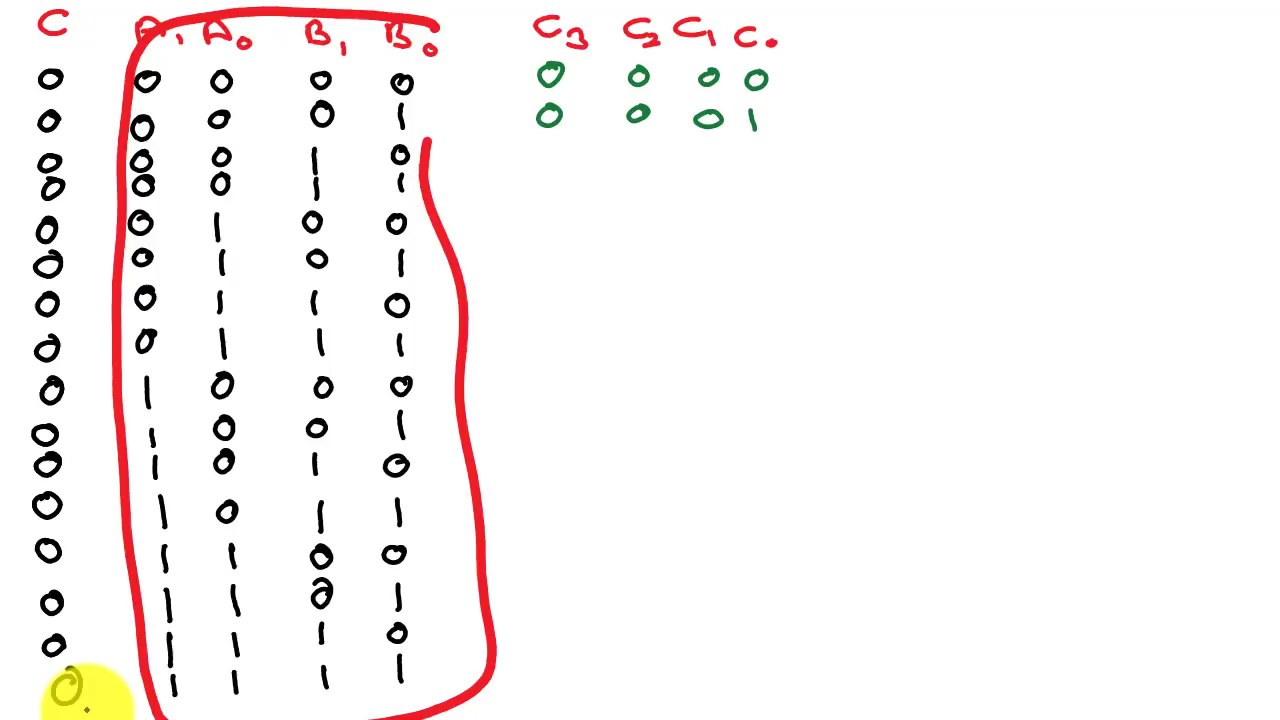 C A₁ A₀ B₁ B₀ C₃ C₂ C₁ C₀
0 0 0 0 0 0 0 0 0
0 0 0 0 1 0 0 0 1
0 0 0 1 0
0 0 0 1 1
0 0 1 0 0
0 0 1 0 1
0 0 1 1 0
0 0 1 1 1
0 1 0 0 0
0 1 0 0 1
0 1 0 1 0
0 1 0 1 1
0 1 1 0 0
0 1 1 0 1
0 1 1 1 0
0 1 1 1 1